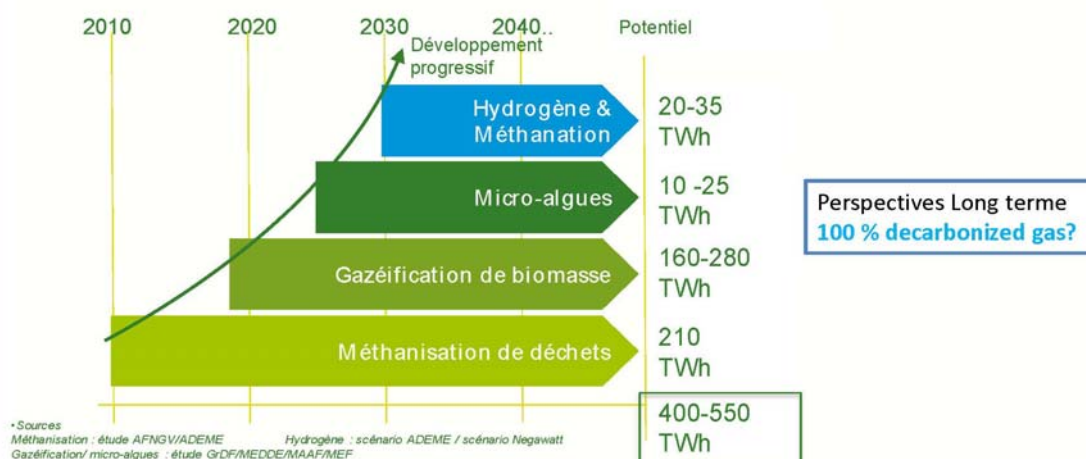 2010 2020 2030 2040.. Potentiel
Développement
progressif
Hydrogène &
Méthanation
20-35
TWh
Micro-algues
10 -25
TWh
Perspectives Long terme
100 % decarbonized gas?
Gazéification de biomasse
160-280
TWh
Méthanisation de déchets
210
TWh
400-550
TWh
•Sources
Méthanisation : étude AFNGV/ADEME Hydrogène : scénario ADEME / scénario Negawatt
Gazéification/ micro-algues : étude GrDF/MEDDE/MAAF/MEF